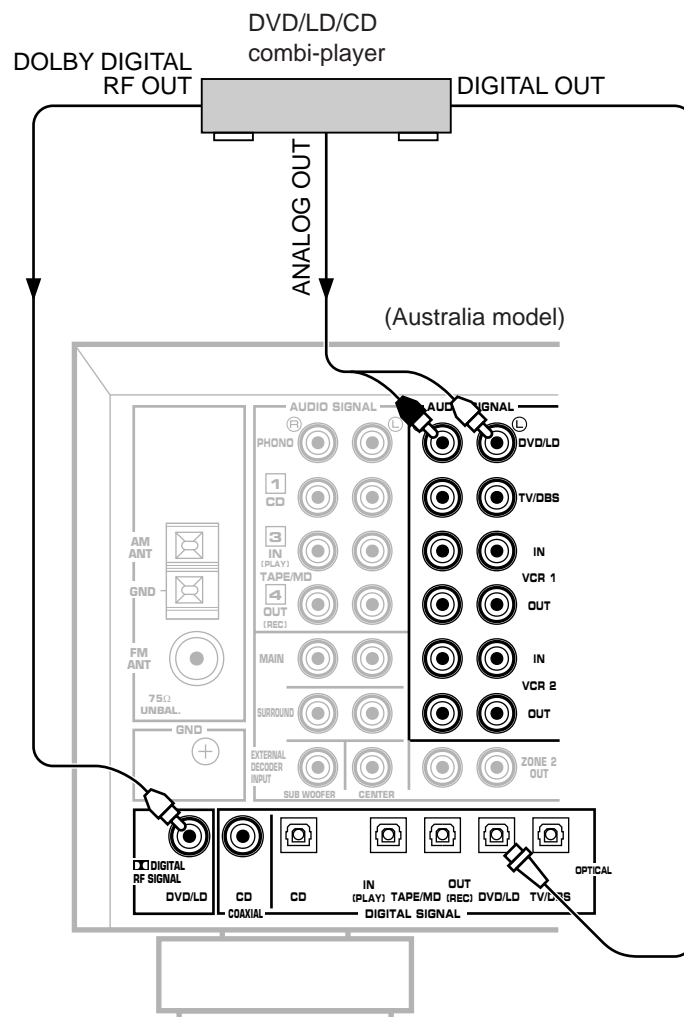 DVD/LD/CD
combi-player
DOLBY DIGITAL
RF OUT
DIGITAL OUT
ANALOG OUT
(Australia model)
AUDIO SIGNAL
R
L
PHONO
1
CD
3
IN
(PLAY)
TAPE/MD
4
OUT
(REC)
MAIN
SURROUND
EXTERNAL
DECODER
INPUT
SUB WOOFER
CENTER
SIGNAL
L
DVD/LD
TV/DBS
IN
VCR 1
OUT
IN
VCR 2
OUT
ZONE 2
OUT
AM
ANT
GND
FM
ANT
75Ω
UNBAL.
GND
DIGITAL
RF SIGNAL
DVD/LD
CD
COAXIAL
CD
IN
(PLAY)
TAPE/MD
OUT
(REC)
DVD/LD
TV/DBS
OPTICAL
DIGITAL SIGNAL